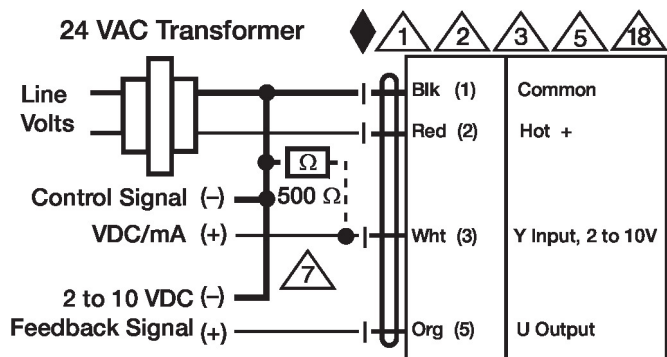 24 VAC Transformer
1 2 3 5 18
Line Volts
Blk (1) Common
Red (2) Hot +
Ω
500 Ω
Control Signal (–)
VDC/mA (+)
Wht (3) Y Input, 2 to 10V
7
2 to 10 VDC (–)
Feedback Signal (+)
Org (5) U Output